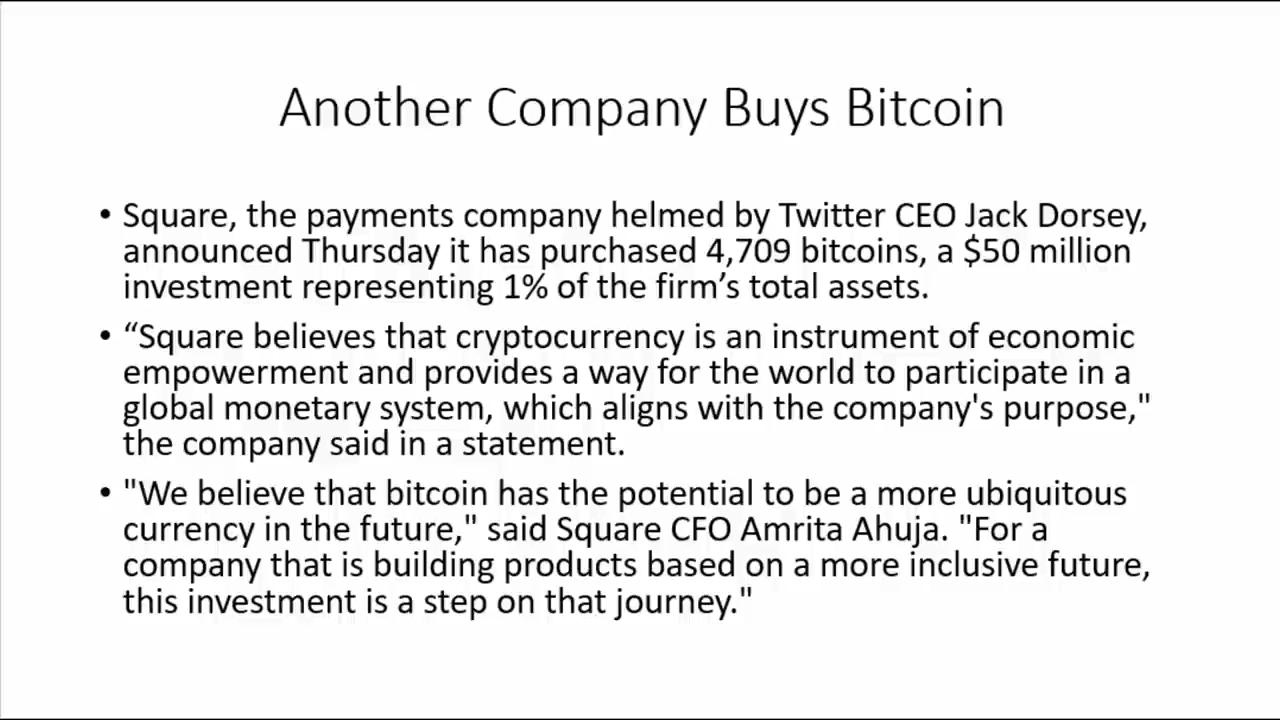 Another Company Buys Bitcoin
• Square, the payments company helmed by Twitter CEO Jack Dorsey,
announced Thursday it has purchased 4,709 bitcoins, a $50 million
investment representing 1% of the firm’s total assets.
• “Square believes that cryptocurrency is an instrument of economic
empowerment and provides a way for the world to participate in a
global monetary system, which aligns with the company's purpose,"
the company said in a statement.
• "We believe that bitcoin has the potential to be a more ubiquitous
currency in the future," said Square CFO Amrita Ahuja. "For a
company that is building products based on a more inclusive future,
this investment is a step on that journey."